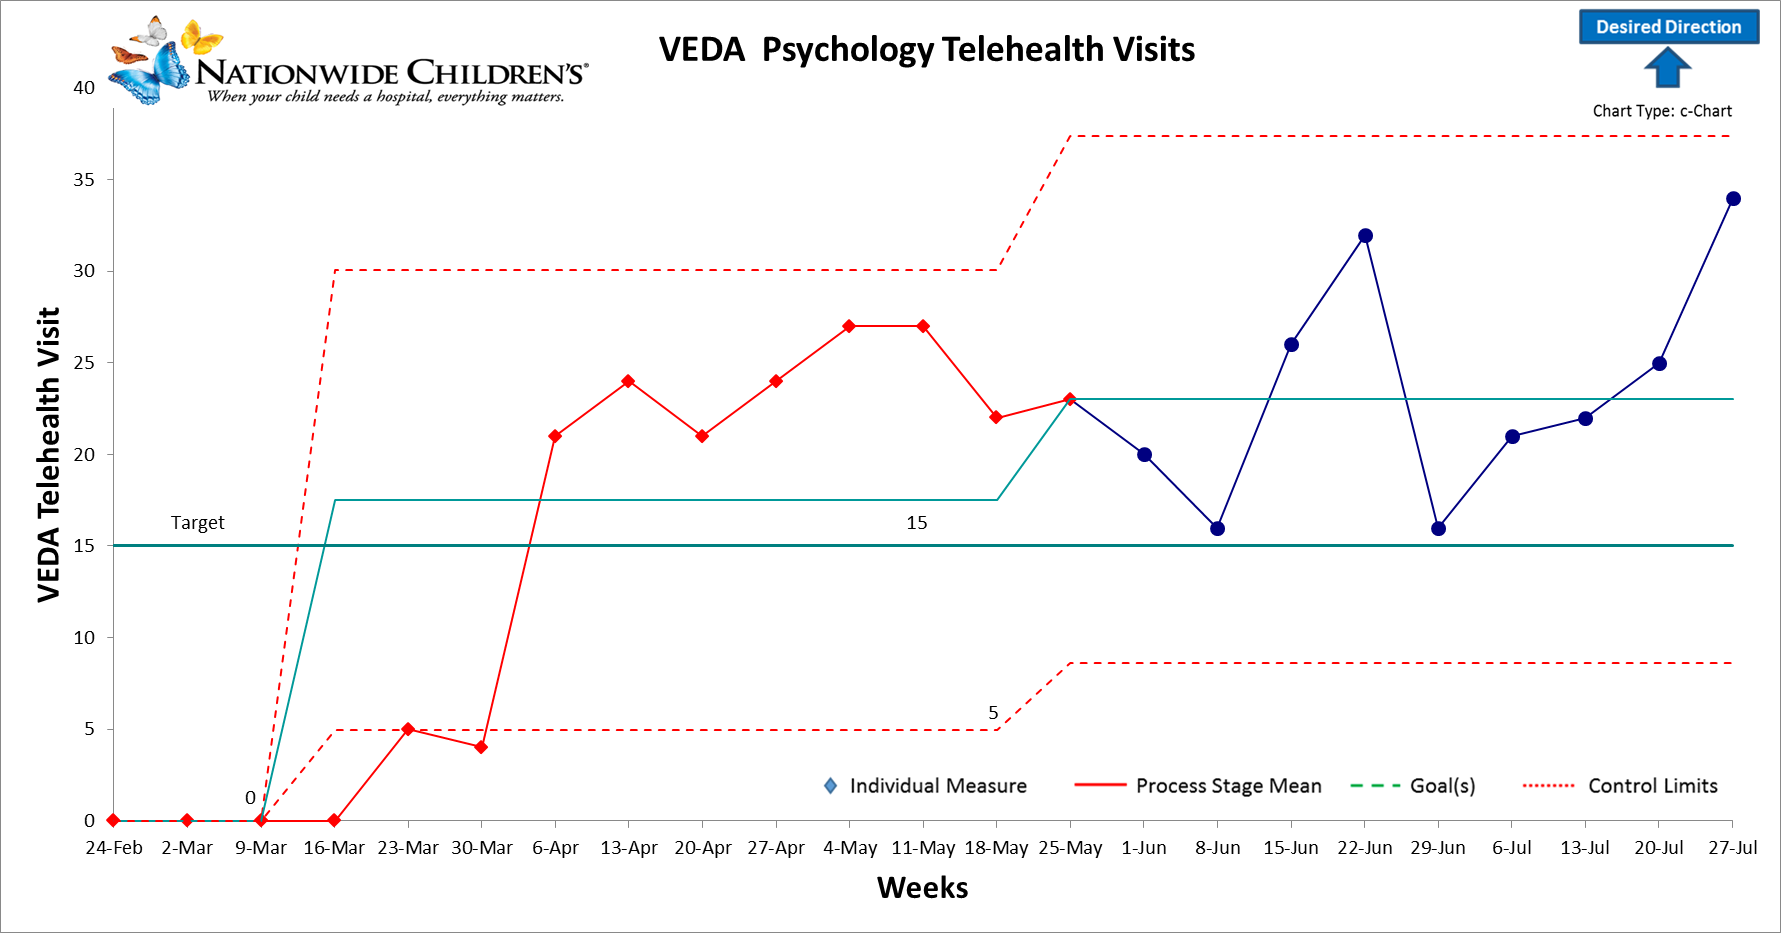 VEDA  Psychology Telehealth Visits
Desired Direction
NATIONWIDE CHILDREN'S®
When your child needs a hospital, everything matters.
Chart Type: c-Chart
40
35
30
25
20
15
10
5
0
VEDA Telehealth Visit
Target
15
5
0
Individual Measure
Process Stage Mean
Goal(s)
Control Limits
24-Feb 2-Mar 9-Mar 16-Mar 23-Mar 30-Mar 6-Apr 13-Apr 20-Apr 27-Apr 4-May 11-May 18-May 25-May 1-Jun 8-Jun 15-Jun 22-Jun 29-Jun 6-Jul 13-Jul 20-Jul 27-Jul
Weeks